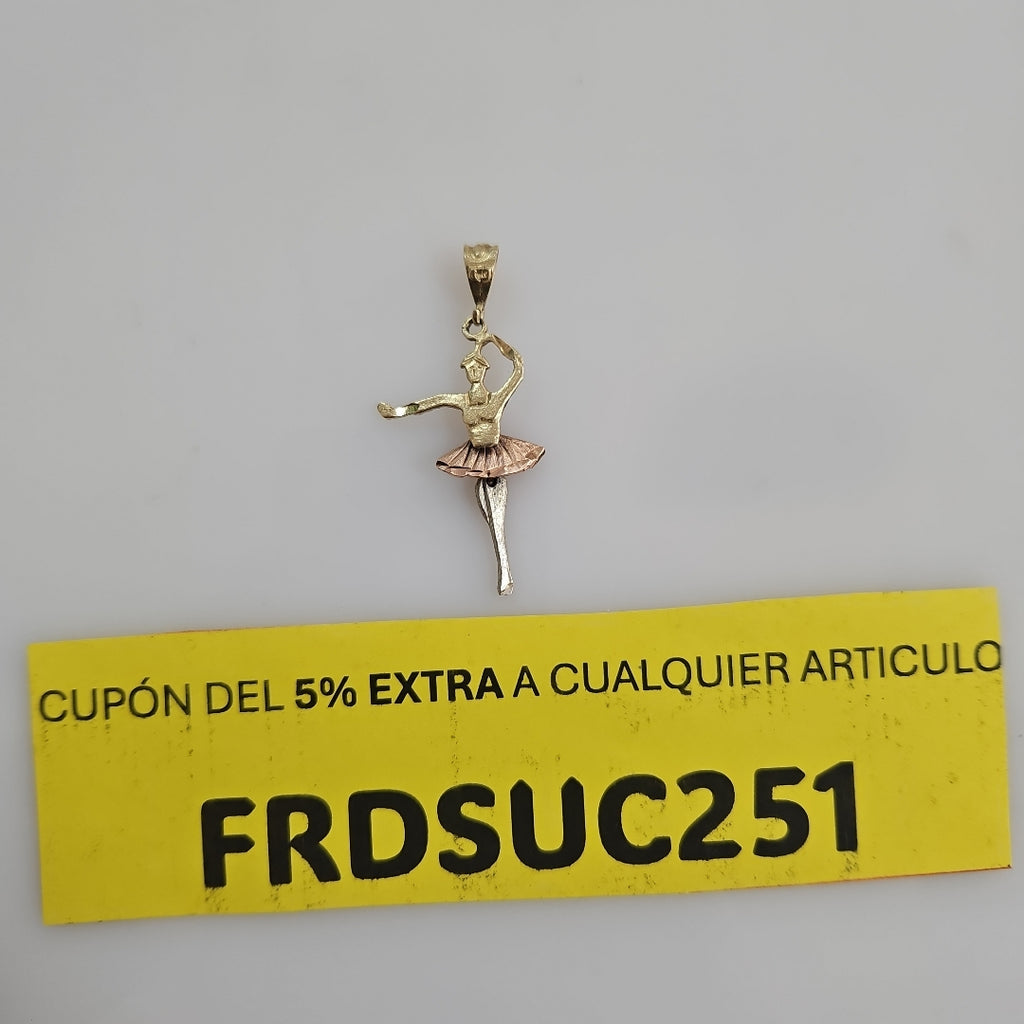 CUPÓN DEL 5% EXTRA A CUALQUIER ARTICULO
FRDSUC251